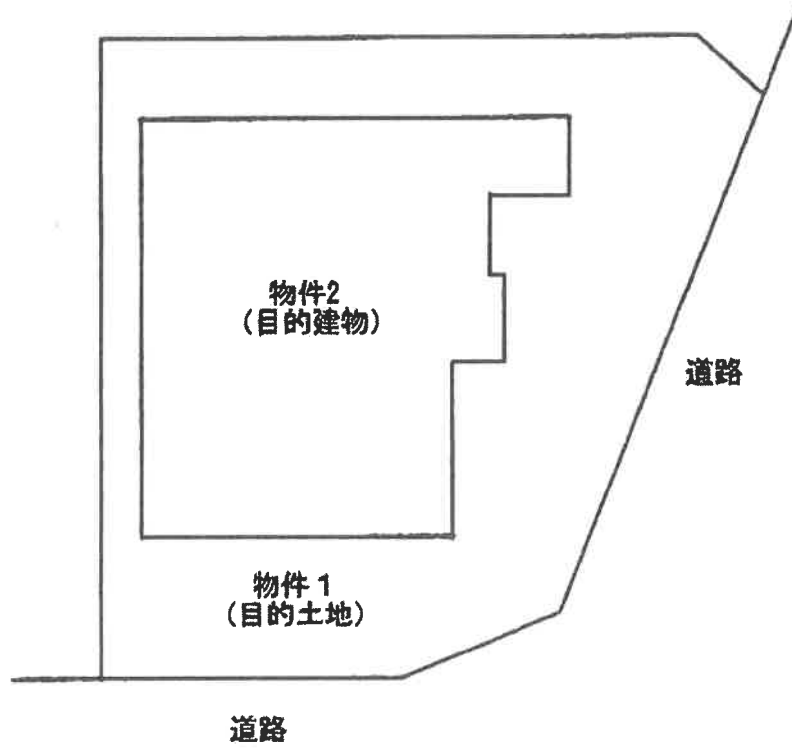 物件2
（目的建物）
道路
物件1
（目的土地）
道路